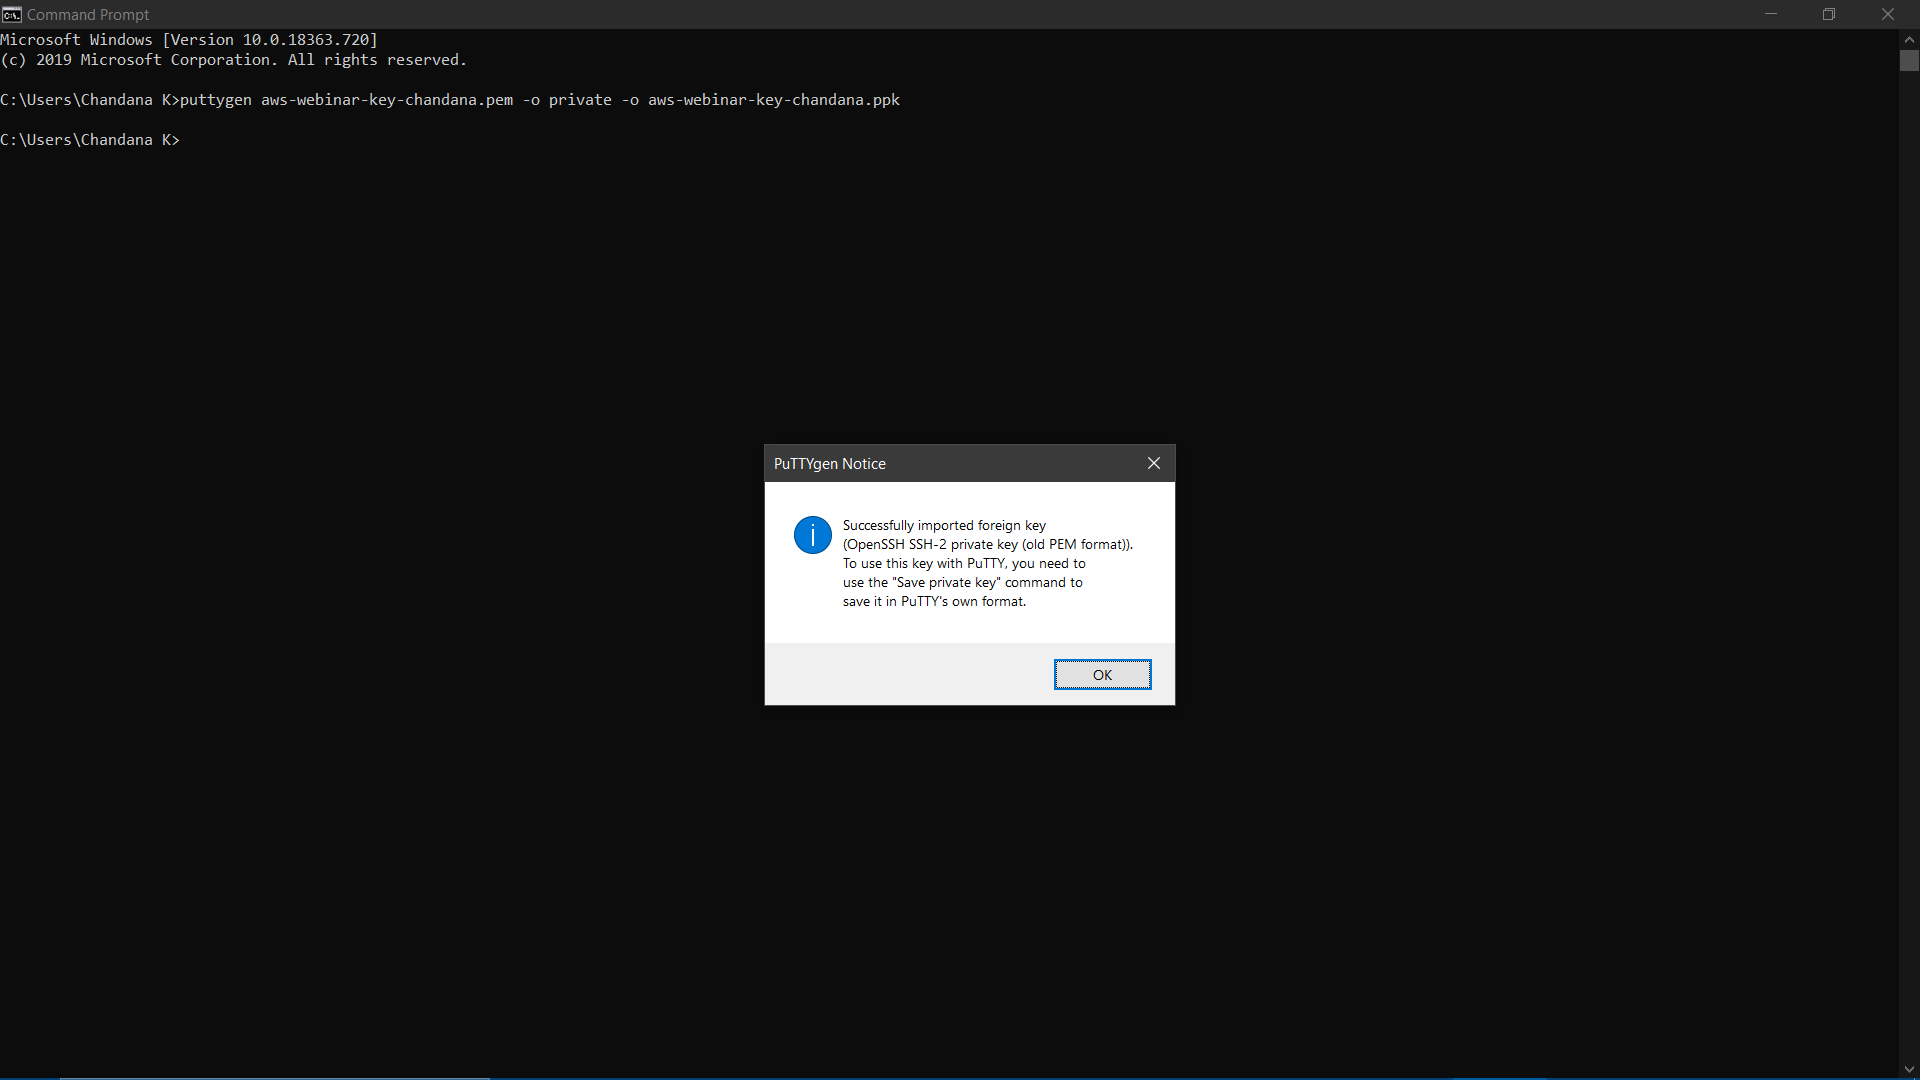 Command Prompt
Microsoft Windows [Version 10.0.18363.720]
(c) 2019 Microsoft Corporation. All rights reserved.
C:\Users\Chandana K>puttygen aws-webinar-key-chandana.pem -o private -o aws-webinar-key-chandana.ppk
C:\Users\Chandana K>
PuTTYgen Notice
Successfully imported foreign key
(OpenSSH SSH-2 private key (old PEM format)).
To use this key with PuTTY, you need to
use the "Save private key" command to
save it in PuTTY's own format.
OK